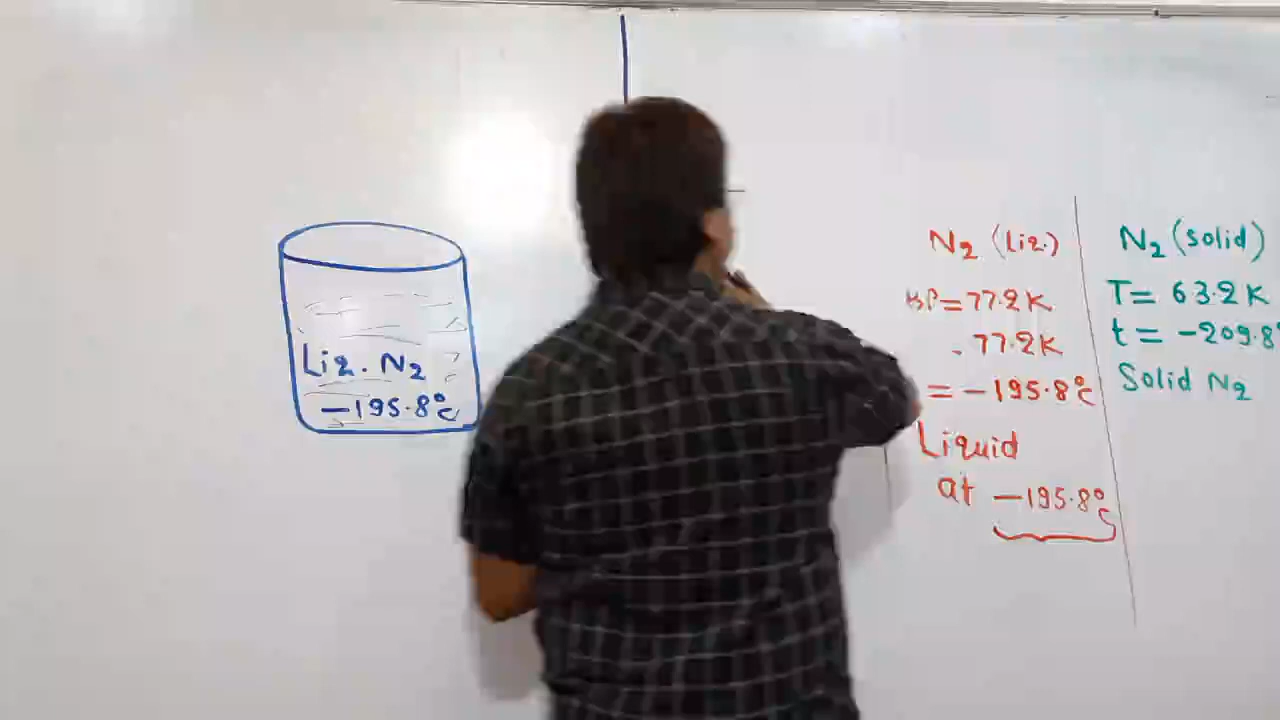 Liq. N2
-195.8°C
N2 (Liq.)
BP=77.2K
77.2K
= -195.8°C
Liquid
at -195.8°C
N2 (solid)
T= 63.2K
t= -209.8
Solid N2